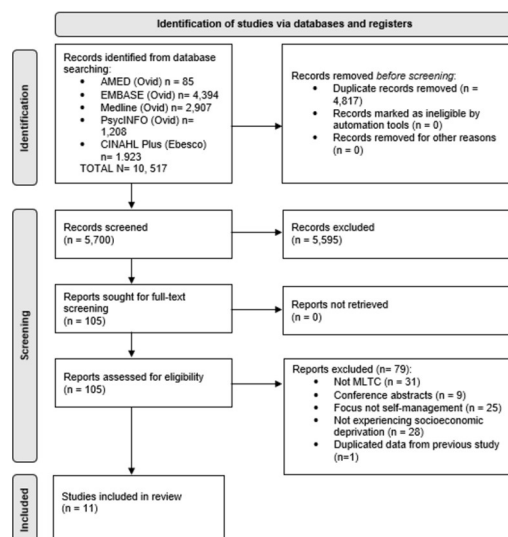 Identification of studies via databases and registers
Identification
Records identified from database
searching:
• AMED (Ovid) n = 85
• EMBASE (Ovid) n= 4,394
• Medline (Ovid) n= 2,907
• PsycINFO (Ovid) n=
1,208
• CINAHL Plus (Ebesco)
n= 1.923
TOTAL N= 10, 517
Records removed before screening:
• Duplicate records removed (n =
4,817)
• Records marked as ineligible by
automation tools (n = 0)
• Records removed for other reasons
(n = 0)
Screening
Records screened
(n = 5,700)
Records excluded
(n = 5,595)
Reports sought for full-text
screening
(n = 105)
Reports not retrieved
(n = 0)
Reports assessed for eligibility
(n = 105)
Reports excluded (n= 79):
• Not MLTC (n = 31)
• Conference abstracts (n = 9)
• Focus not self-management (n = 25)
• Not experiencing socioeconomic
deprivation (n = 28)
• Duplicated data from previous study
(n=1)
Included
Studies included in review
(n = 11)